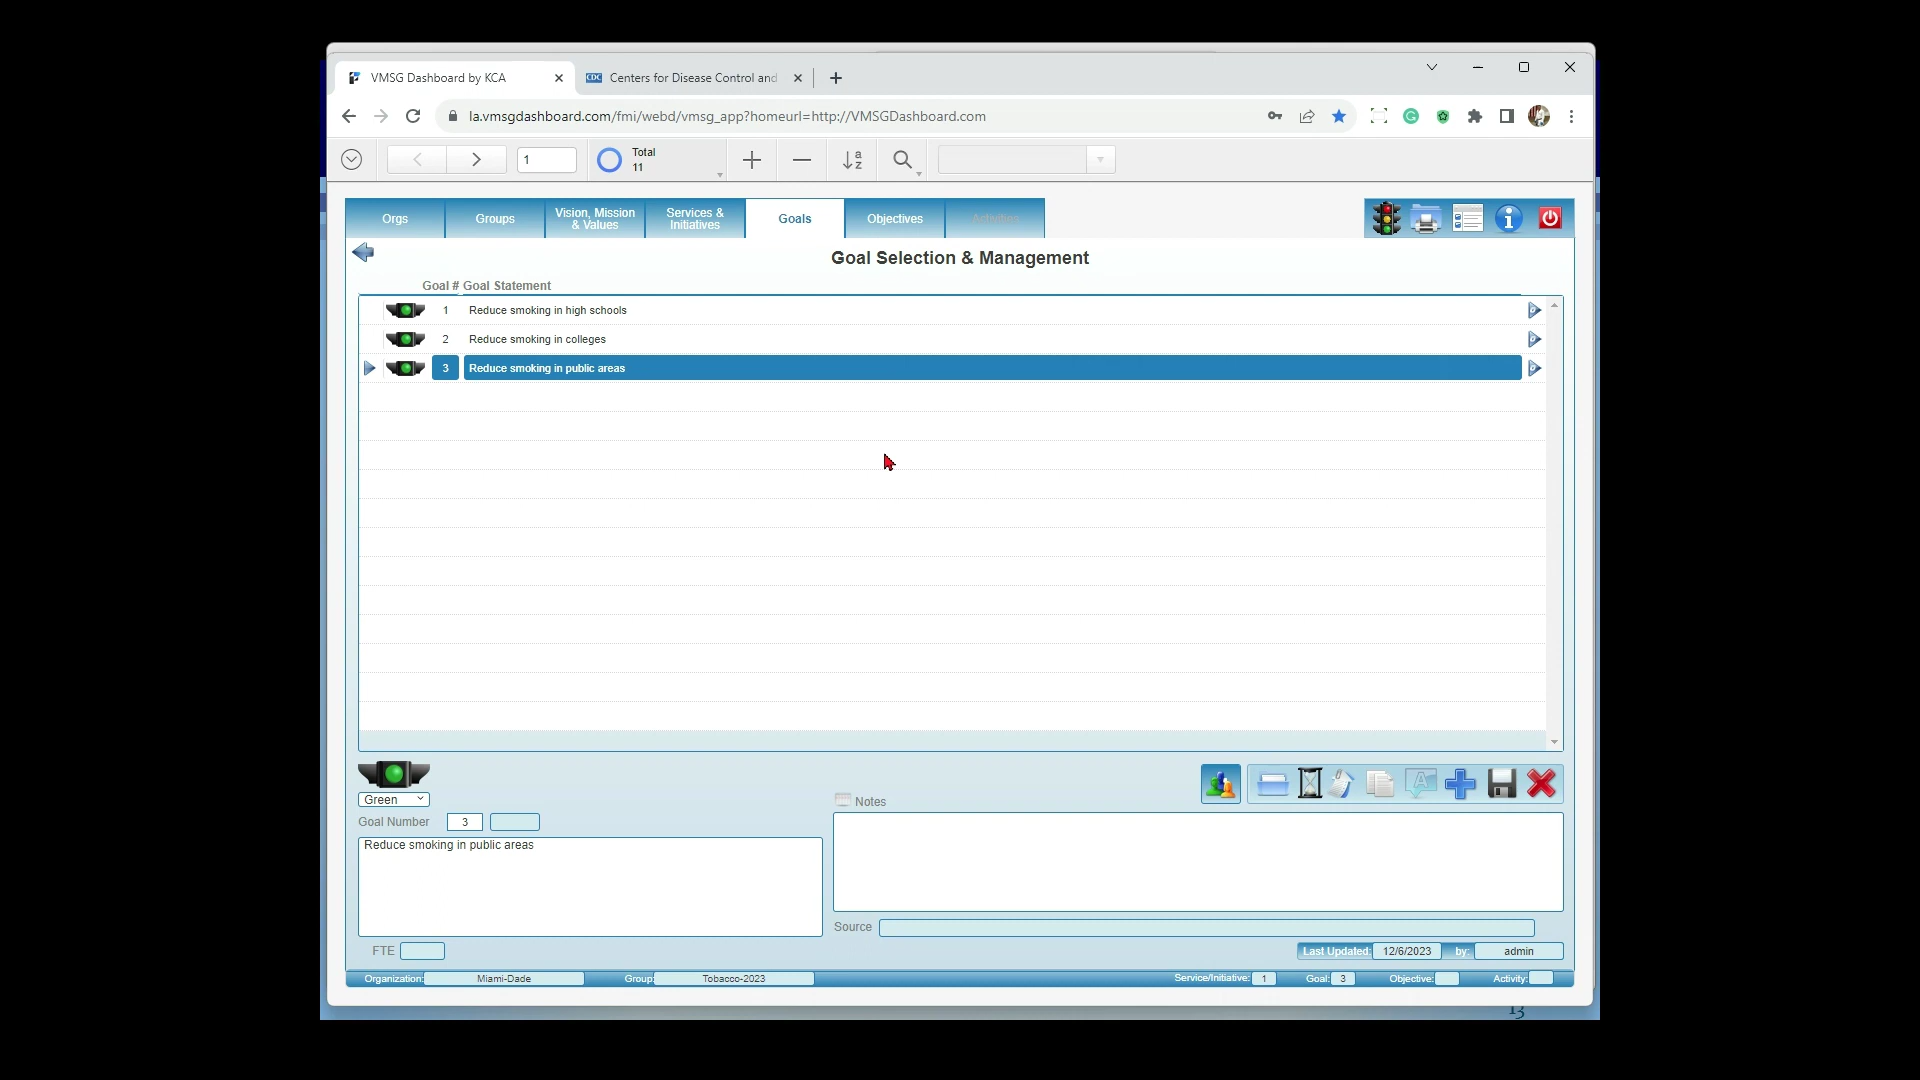 VMSG Dashboard by KCA
CDC Centers for Disease Control and
la.vmsgdashboard.com/fmi/webd/vmsg_app?homeurl=http://VMSGDashboard.com
1
Total
11
Orgs
Groups
Vision, Mission
& Values
Services &
Initiatives
Goals
Objectives
Activities
Goal Selection & Management
Goal # Goal Statement
1 Reduce smoking in high schools
2 Reduce smoking in colleges
3 Reduce smoking in public areas
Green
Goal Number 3
Reduce smoking in public areas
FTE
Notes
Source
Last Updated: 12/6/2023 by: admin
Organization: Miami-Dade Group: Tobacco-2023 Service/Initiative: 1 Goal: 3 Objective: Activity:
13